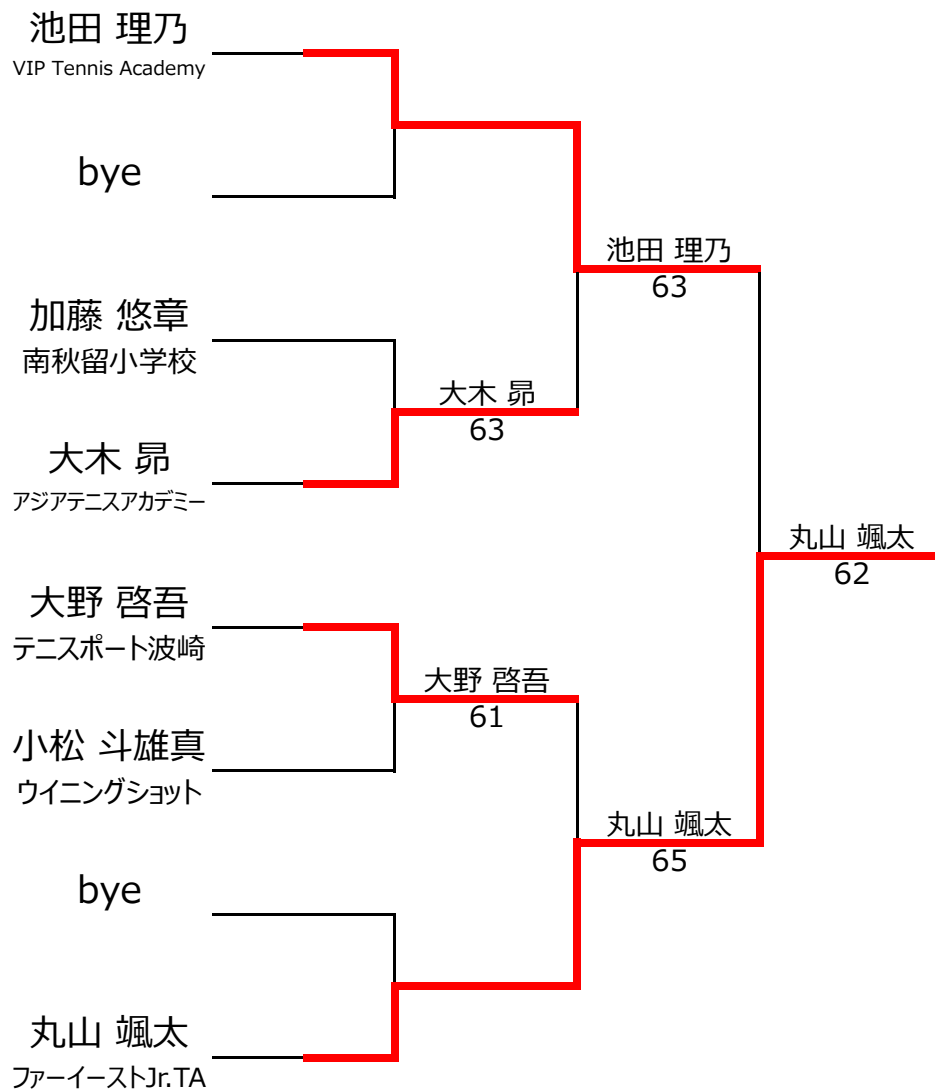 池田 理乃
VIP Tennis Academy
bye
池田 理乃
63
加藤 悠章
南秋留小学校
大木 昴
63
大木 昴
アジアテニスアカデミー
丸山 颯太
62
大野 啓吾
テニスポート波崎
大野 啓吾
61
小松 斗雄真
ウイニングショット
丸山 颯太
65
bye
丸山 颯太
ファーイーストJr.TA